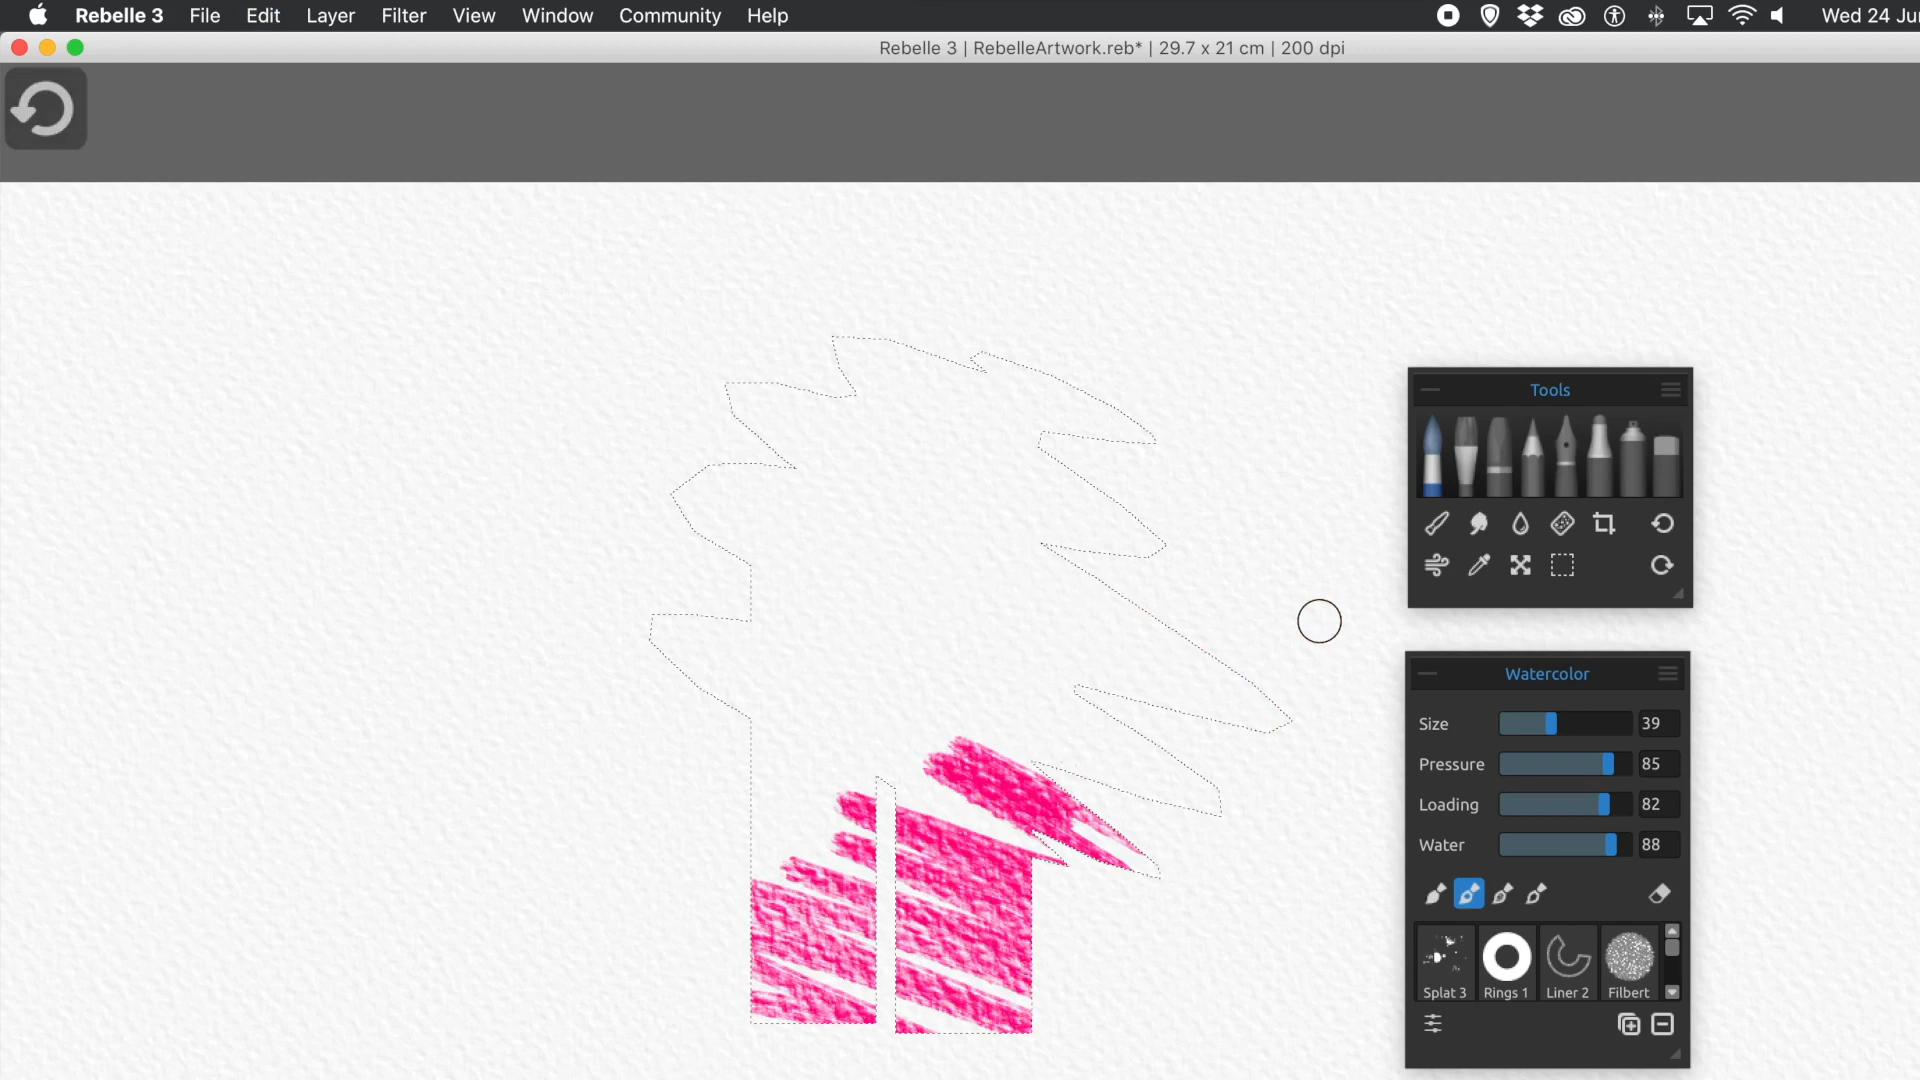 Rebelle 3 File Edit Layer Filter View Window Community Help Wed 24 Ju
Rebelle 3 | RebelleArtwork.reb* | 29.7 x 21 cm | 200 dpi
Tools
Watercolor
Size 39
Pressure 85
Loading 82
Water 88
Splat 3 Rings 1 Liner 2 Filbert